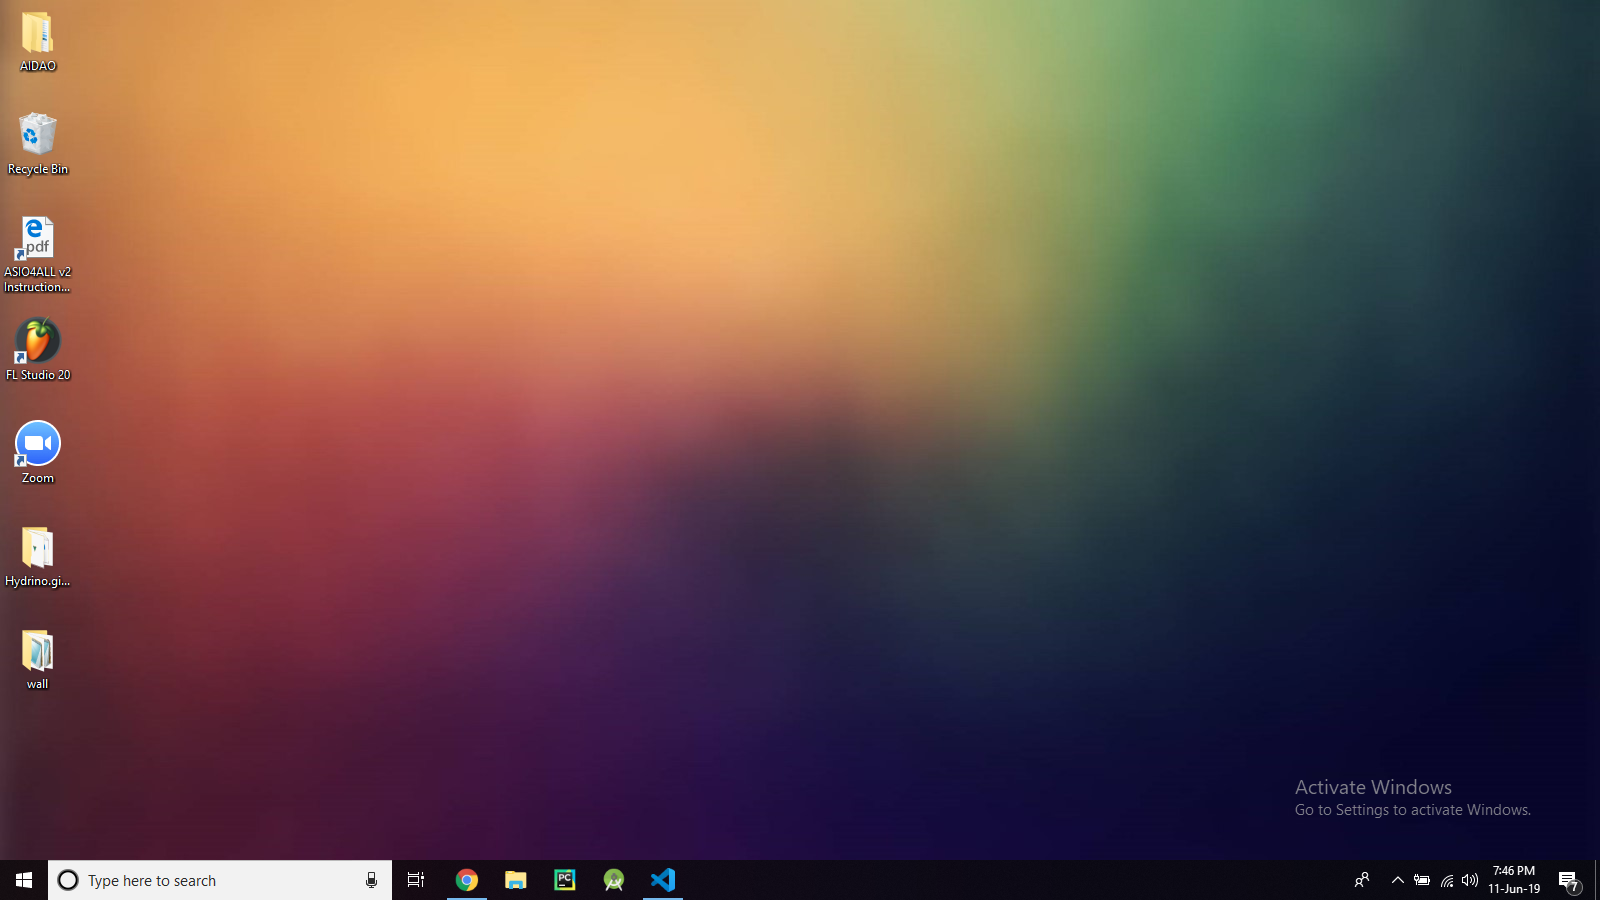 AIDAO
Recycle Bin
pdf
ASIO4ALL v2
Instruction...
FL Studio 20
Zoom
Hydrino.gi...
wall
Activate Windows
Go to Settings to activate Windows.
Type here to search
PC
7:46 PM
11-Jun-19
7